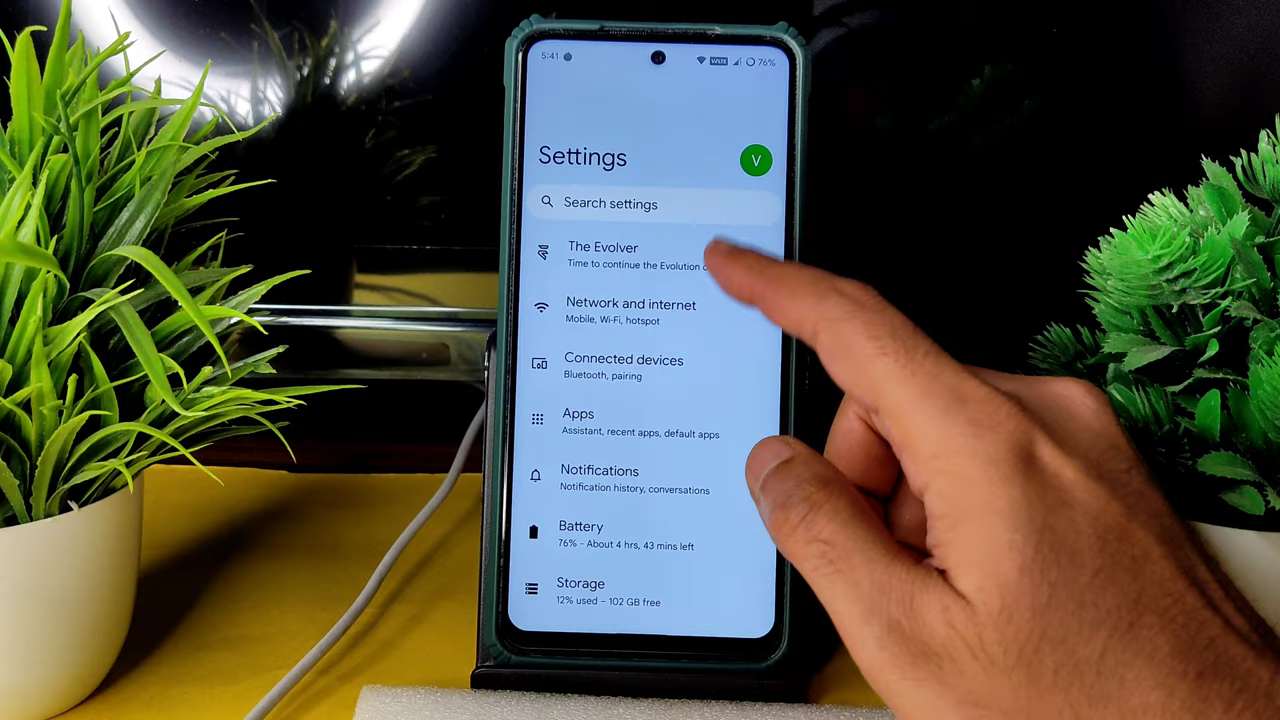 5:41
VoLTE 76%
Settings
V
Search settings
The Evolver
Time to continue the Evolution
Network and internet
Mobile, Wi-Fi, hotspot
Connected devices
Bluetooth, pairing
Apps
Assistant, recent apps, default apps
Notifications
Notification history, conversations
Battery
76% - About 4 hrs, 43 mins left
Storage
12% used – 102 GB free